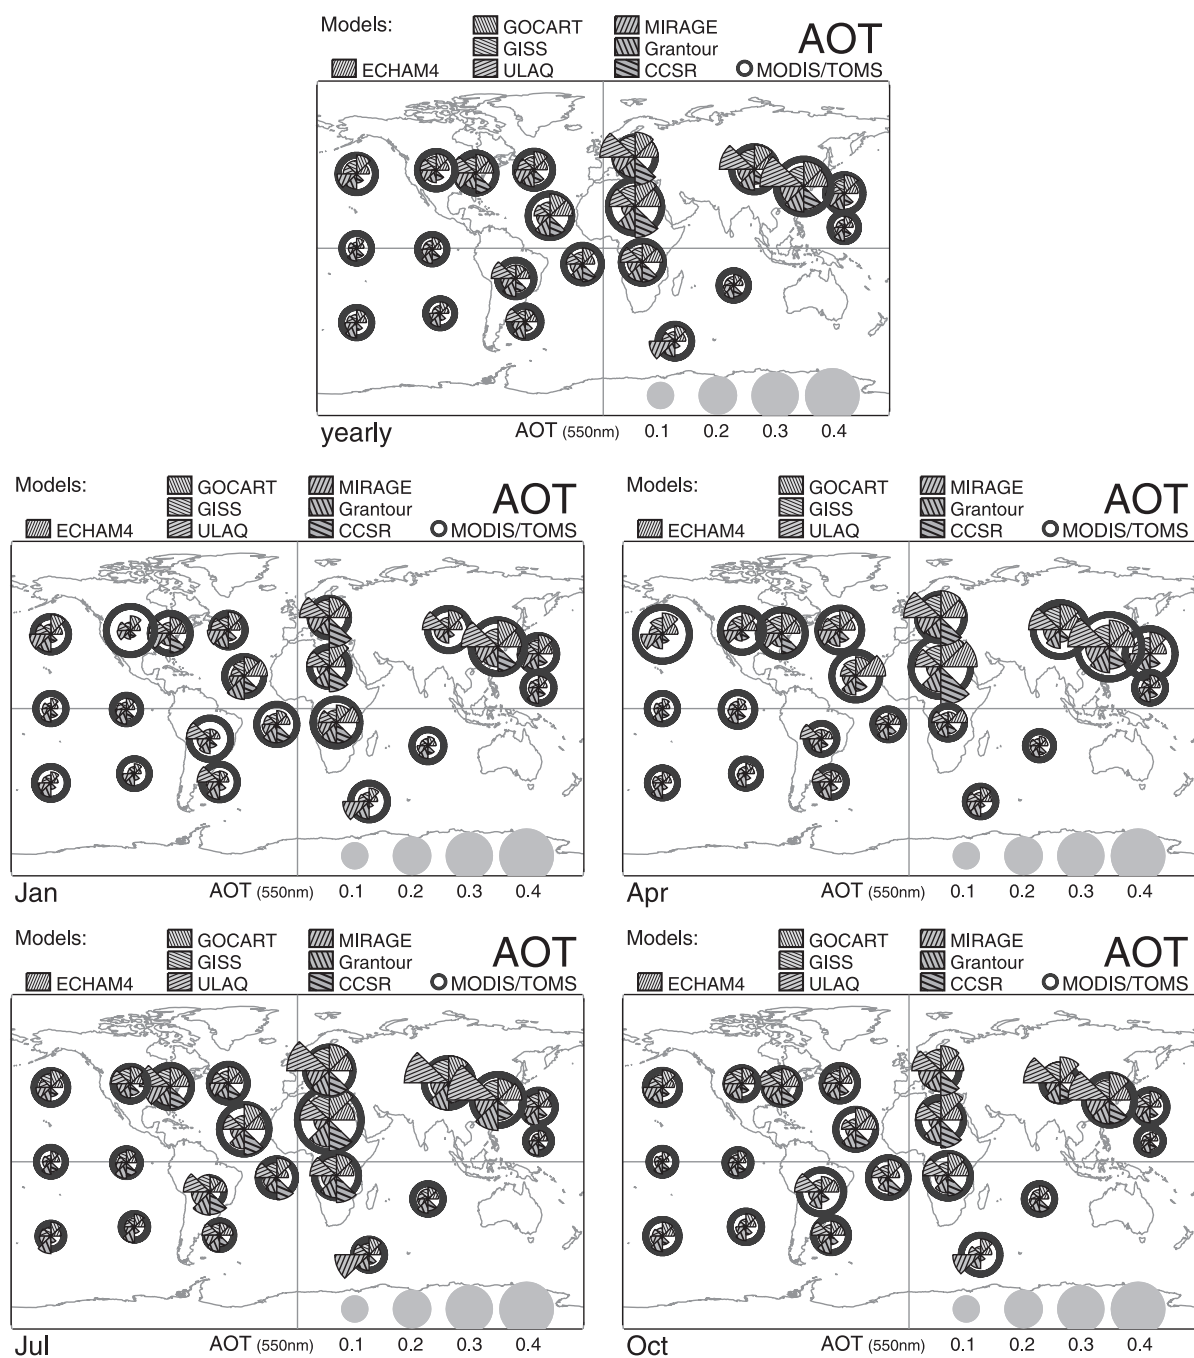 Models: GOCART MIRAGE AOT
GISS Grantour
ECHAM4 ULAQ CCSR MODIS/TOMS
yearly AOT (550nm) 0.1 0.2 0.3 0.4
Models: GOCART MIRAGE AOT
GISS Grantour
ECHAM4 ULAQ CCSR MODIS/TOMS
Jan AOT (550nm) 0.1 0.2 0.3 0.4
Models: GOCART MIRAGE AOT
GISS Grantour
ECHAM4 ULAQ CCSR MODIS/TOMS
Apr AOT (550nm) 0.1 0.2 0.3 0.4
Models: GOCART MIRAGE AOT
GISS Grantour
ECHAM4 ULAQ CCSR MODIS/TOMS
Jul AOT (550nm) 0.1 0.2 0.3 0.4
Models: GOCART MIRAGE AOT
GISS Grantour
ECHAM4 ULAQ CCSR MODIS/TOMS
Oct AOT (550nm) 0.1 0.2 0.3 0.4